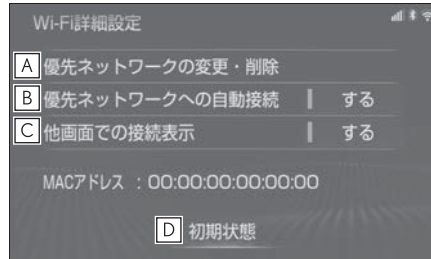 Wi-Fi詳細設定
A 優先ネットワークの変更・削除
B 優先ネットワークへの自動接続 する
C 他画面での接続表示 する
MACアドレス : 00:00:00:00:00:00
D 初期状態